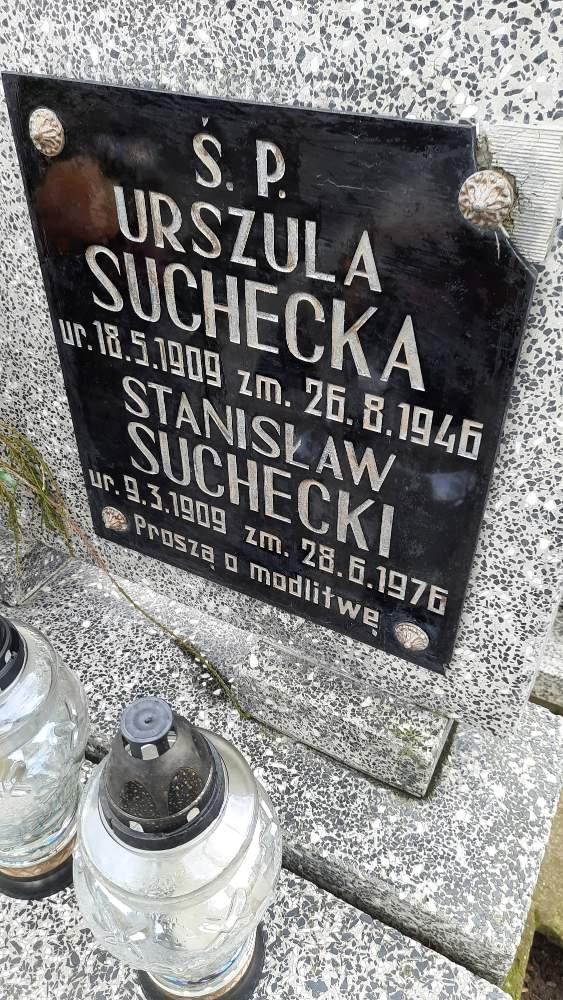 Ś. P.
URSZULA
SUCHECKA
ur. 18.5.1909 zm. 26.8.1946
STANISŁAW
SUCHECKI
ur. 9.3.1909 zm. 28.6.1976
Proszą o modlitwę